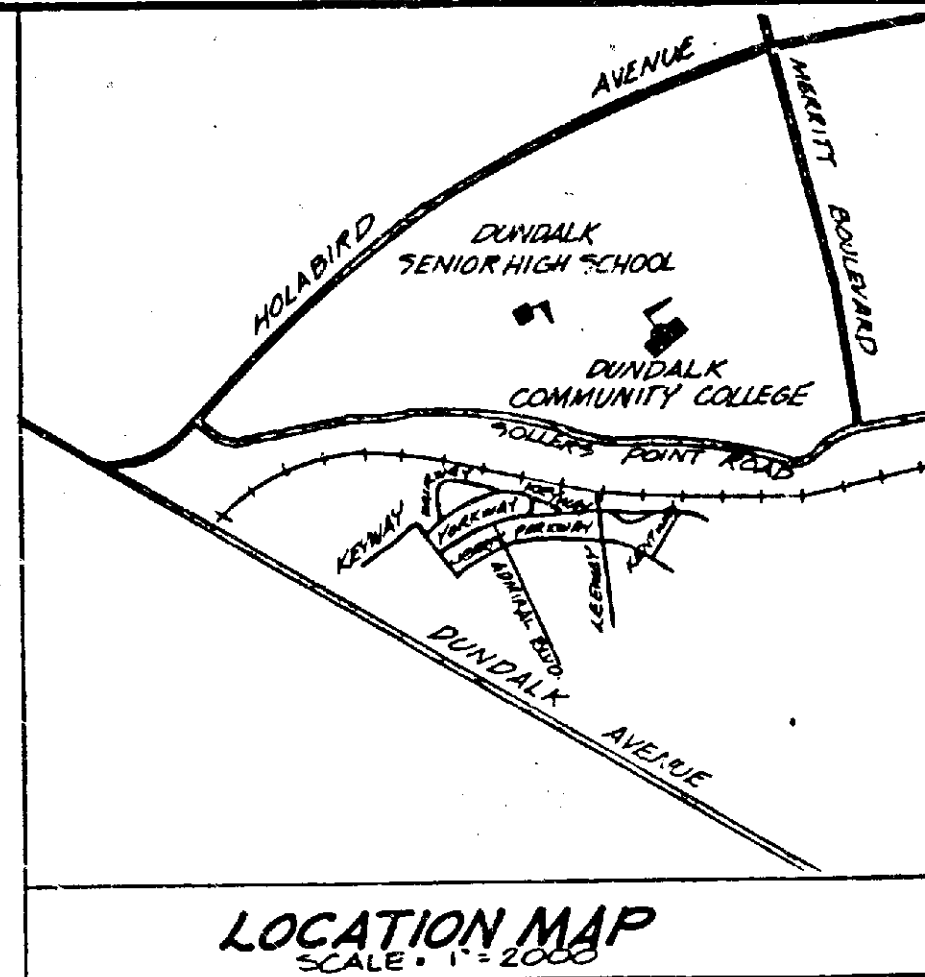 HOLABIRD AVENUE
MERRITT BOULEVARD
DUNDALK
SENIOR HIGH SCHOOL
DUNDALK
COMMUNITY COLLEGE
SOLLERS POINT ROAD
KEYWAY
YORKWAY
PARKWAY
ADMIRAL BLVD.
LEEWAY
DUNDALK AVENUE
LOCATION MAP
SCALE. 1"=2000